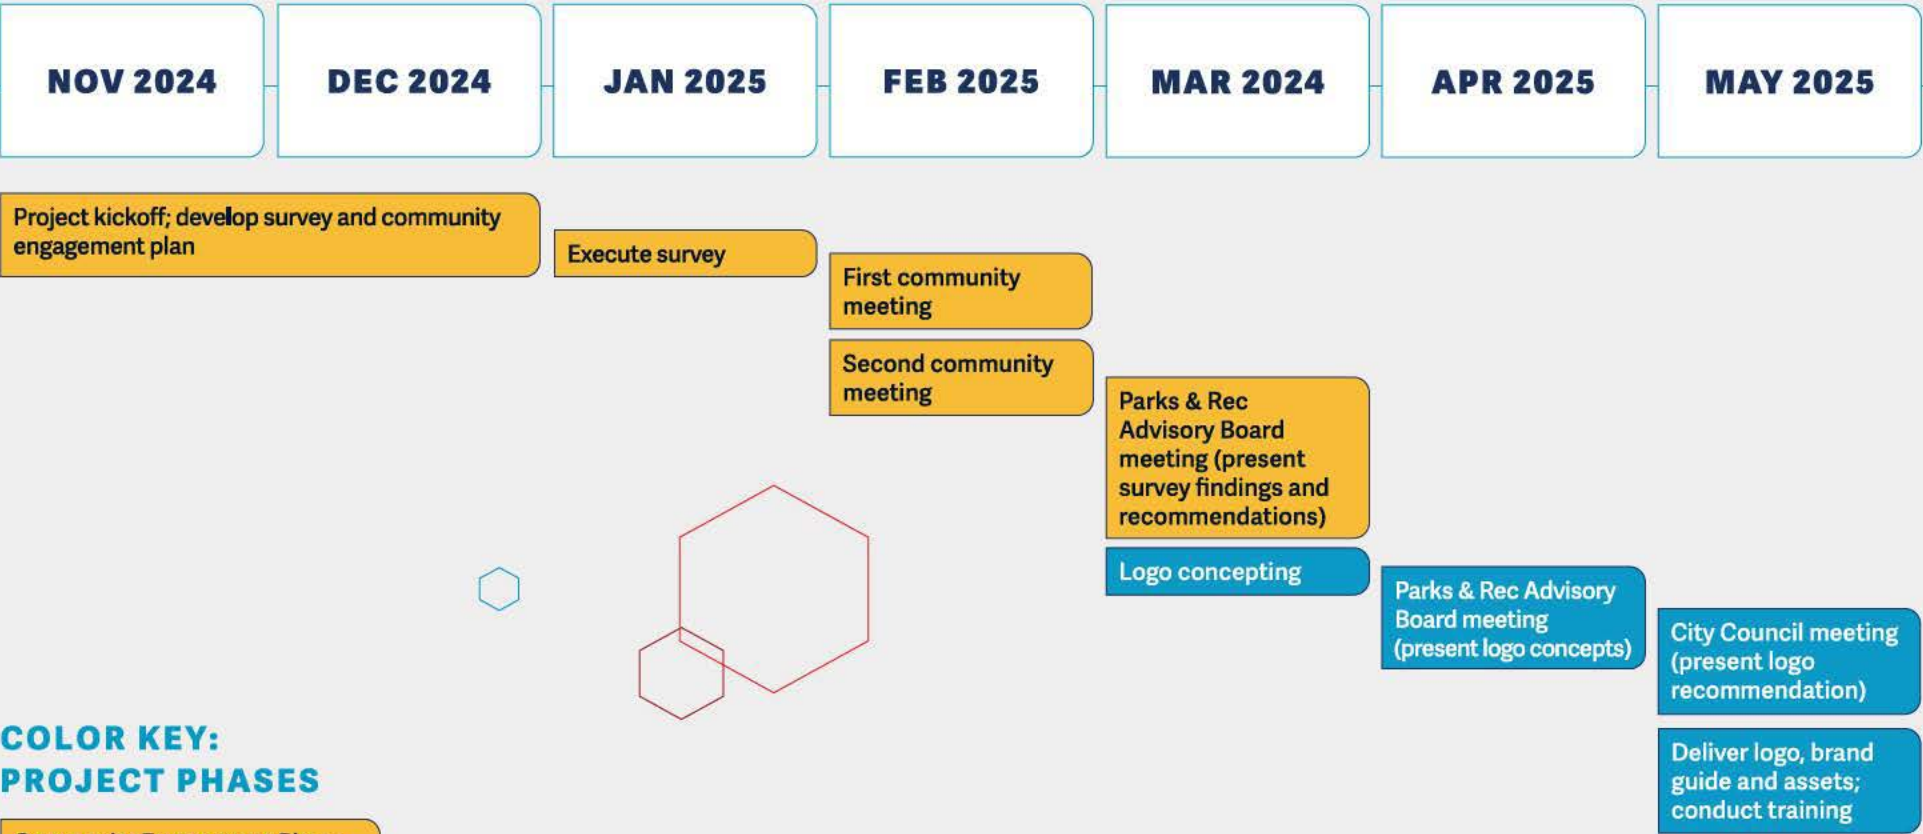 NOV 2024
DEC 2024
JAN 2025
FEB 2025
MAR 2024
APR 2025
MAY 2025
Project kickoff; develop survey and community
engagement plan
Execute survey
First community
meeting
Second community
meeting
Parks & Rec
Advisory Board
meeting (present
survey findings and
recommendations)
Logo concepting
Parks & Rec Advisory
Board meeting
(present logo concepts)
City Council meeting
(present logo
recommendation)
Deliver logo, brand
guide and assets;
conduct training
COLOR KEY:
PROJECT PHASES